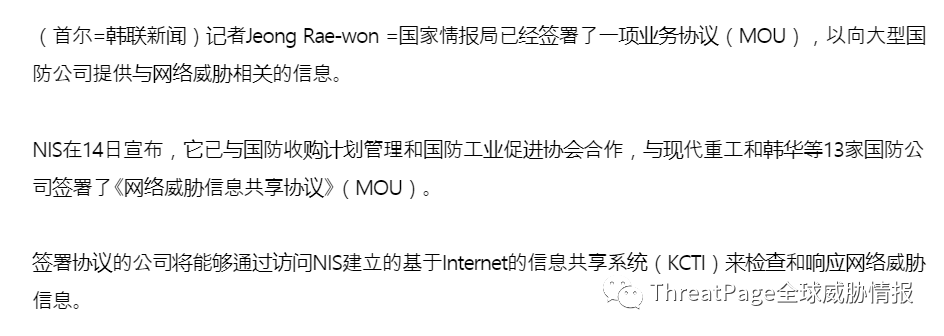 （首尔=韩联新闻）记者Jeong Rae-won =国家情报局已经签署了一项业务协议（MOU），以向大型国
防公司提供与网络威胁相关的信息。
NIS在14日宣布，它已与国防收购计划管理和国防工业促进协会合作，与现代重工和韩华等13家国防公
司签署了《网络威胁信息共享协议》（MOU）。
签署协议的公司将能够通过访问NIS建立的基于Internet的信息共享系统（KCTI）来检查和响应网络威胁
信息。
ThreatPage全球威胁情报